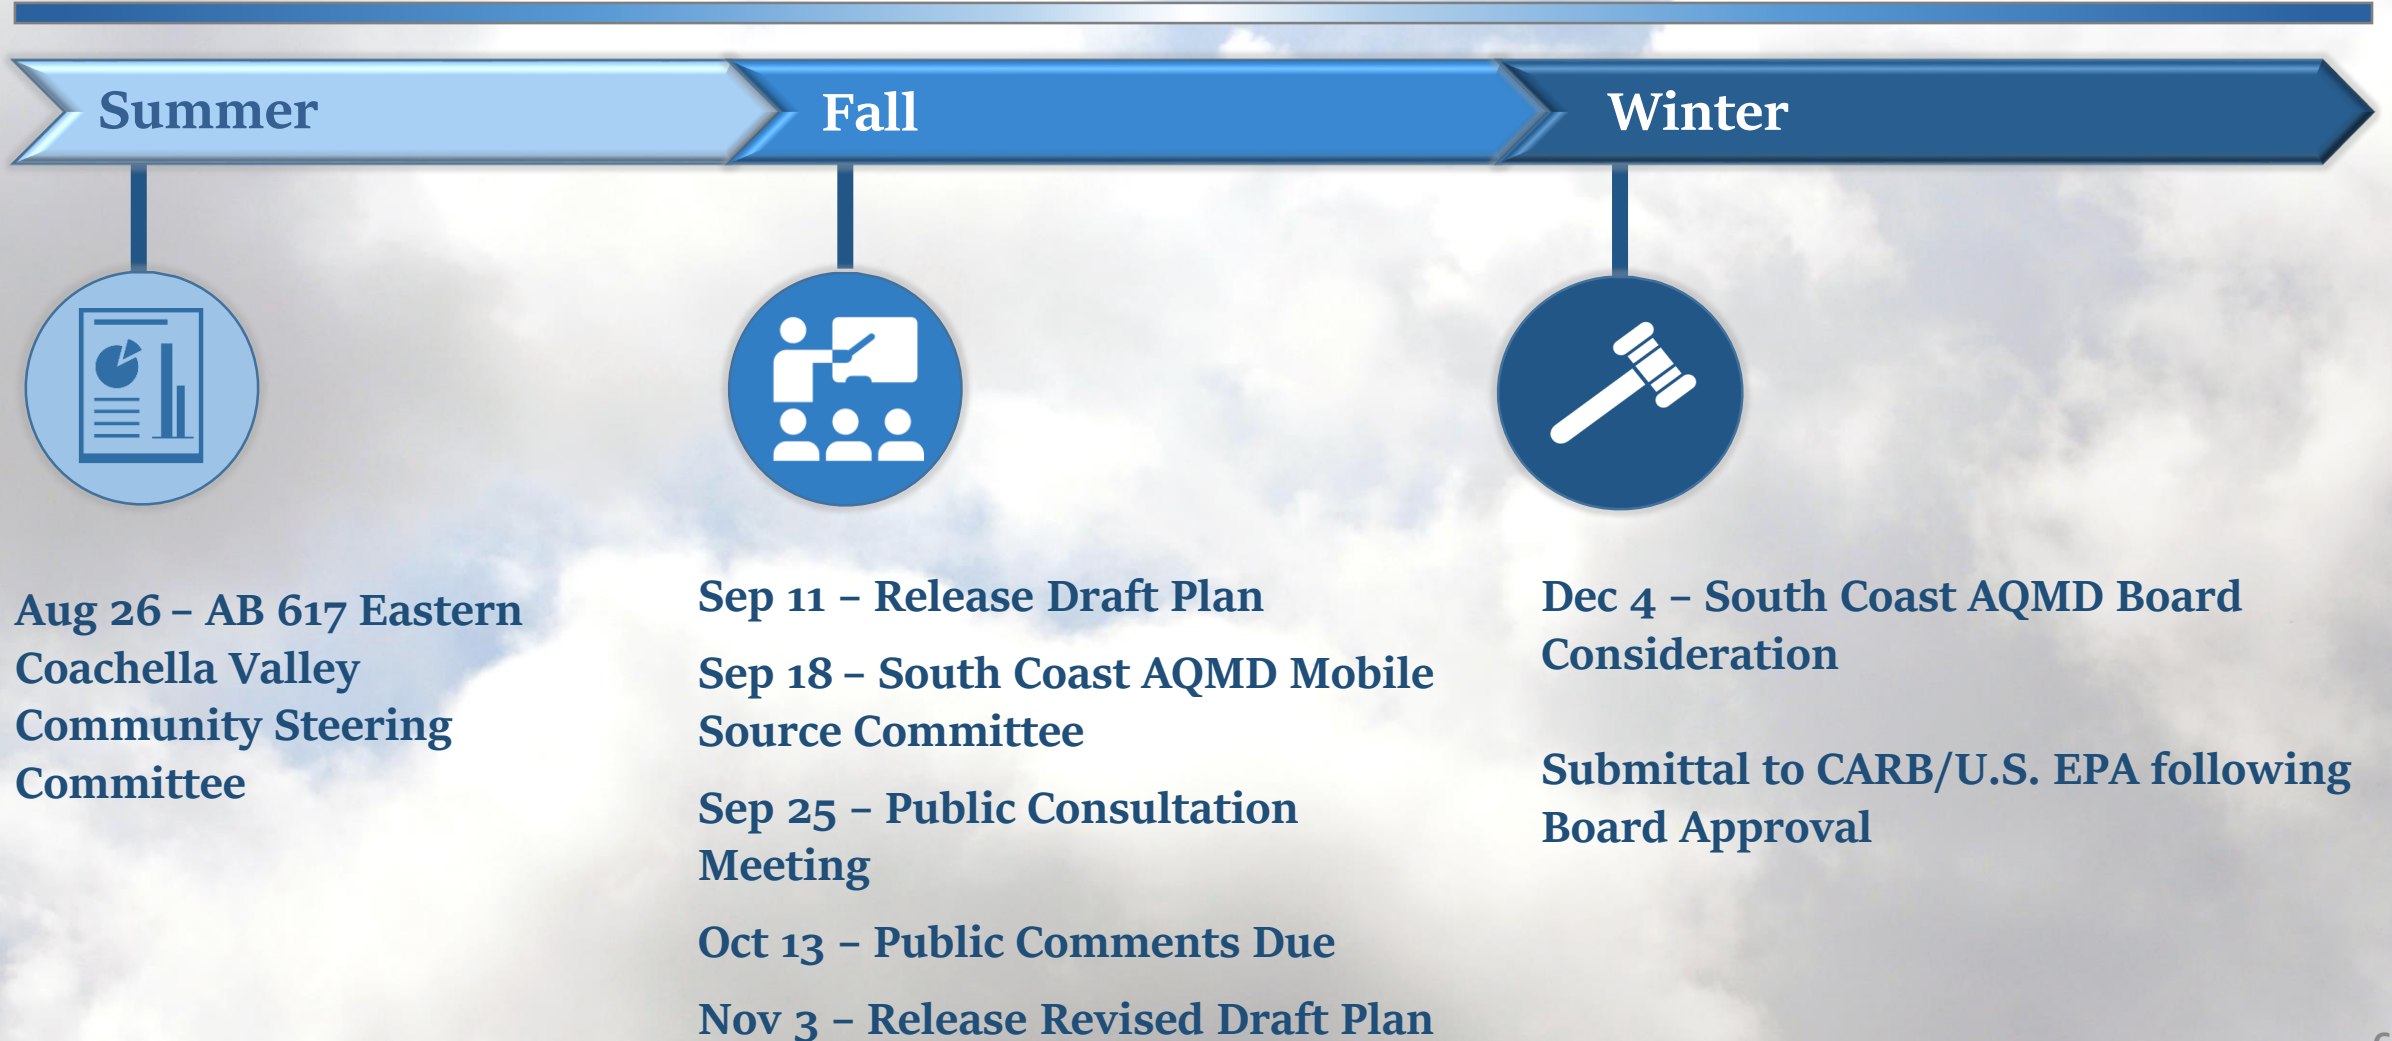 Summer
Fall
Winter
Aug 26 – AB 617 Eastern
Coachella Valley
Community Steering
Committee
Sep 11 – Release Draft Plan
Sep 18 – South Coast AQMD Mobile
Source Committee
Sep 25 – Public Consultation
Meeting
Oct 13 – Public Comments Due
Nov 3 – Release Revised Draft Plan
Dec 4 – South Coast AQMD Board
Consideration
Submittal to CARB/U.S. EPA following
Board Approval